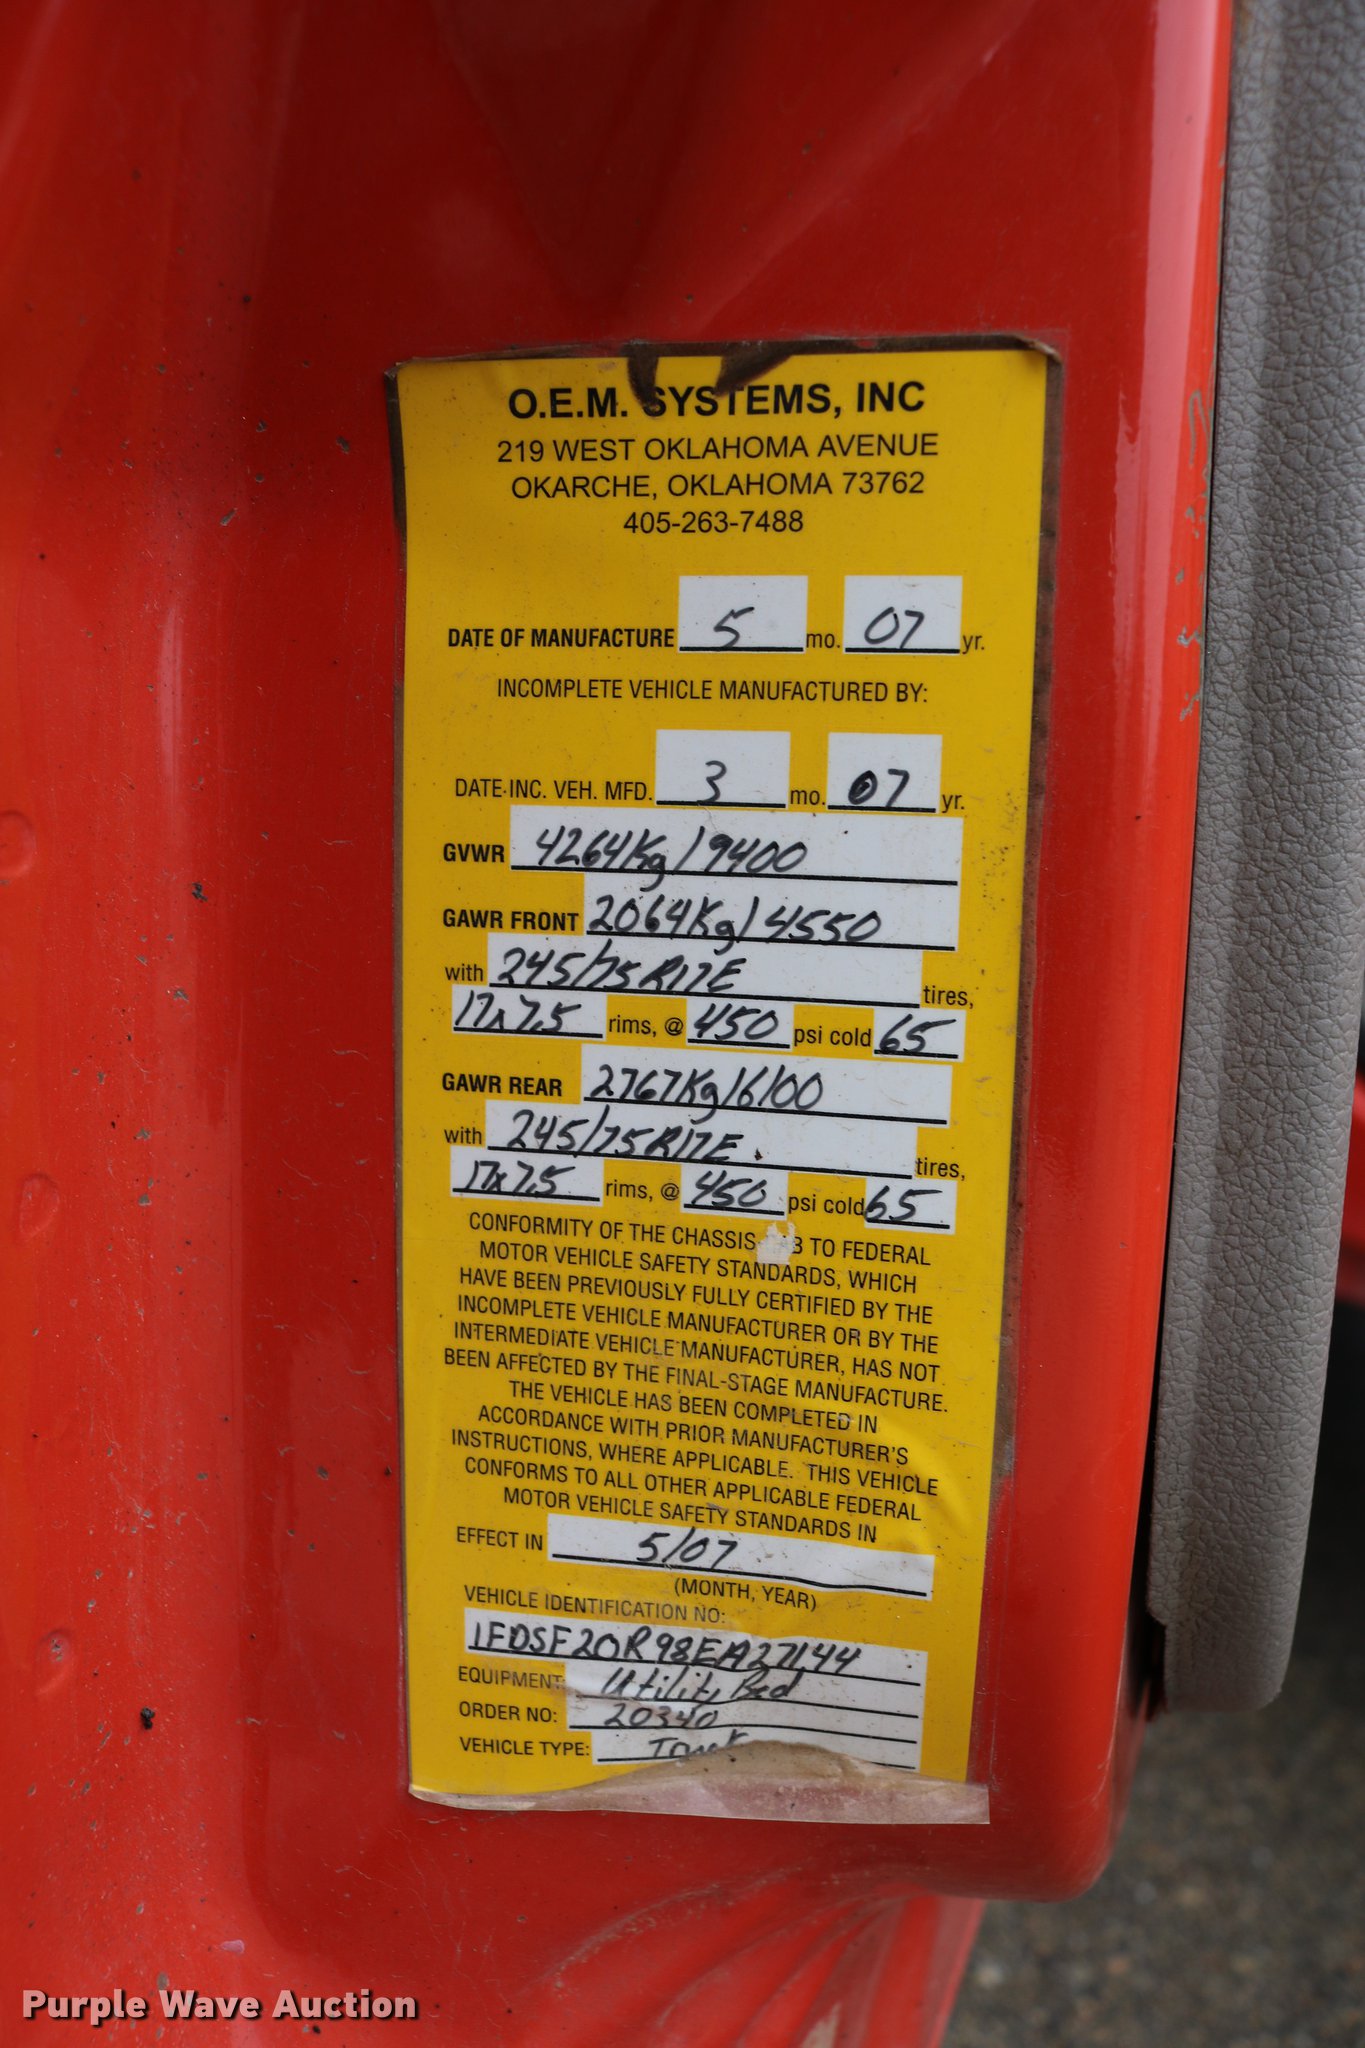 O.E.M. SYSTEMS, INC
219 WEST OKLAHOMA AVENUE
OKARCHE, OKLAHOMA 73762
405-263-7488
DATE OF MANUFACTURE 5 mo. 07 yr.
INCOMPLETE VEHICLE MANUFACTURED BY:
DATE INC. VEH. MFD. 3 mo. 07 yr.
GVWR 4264Kg/9400
GAWR FRONT 2064Kg/4550
with 245/75R17E tires,
17x7.5 rims, @ 450 psi cold 65
GAWR REAR 2767Kg/6100
with 245/75R17E tires,
17x7.5 rims, @ 450 psi cold 65
CONFORMITY OF THE CHASSIS TO FEDERAL
MOTOR VEHICLE SAFETY STANDARDS, WHICH
HAVE BEEN PREVIOUSLY FULLY CERTIFIED BY THE
INCOMPLETE VEHICLE MANUFACTURER OR BY THE
INTERMEDIATE VEHICLE MANUFACTURER, HAS NOT
BEEN AFFECTED BY THE FINAL-STAGE MANUFACTURE.
THE VEHICLE HAS BEEN COMPLETED IN
ACCORDANCE WITH PRIOR MANUFACTURER'S
INSTRUCTIONS, WHERE APPLICABLE. THIS VEHICLE
CONFORMS TO ALL OTHER APPLICABLE FEDERAL
MOTOR VEHICLE SAFETY STANDARDS IN
EFFECT IN 5/07
(MONTH, YEAR)
VEHICLE IDENTIFICATION NO:
1FDSF20R98EA27144
EQUIPMENT: Utility Bed
ORDER NO: 20340
VEHICLE TYPE:
Purple Wave Auction